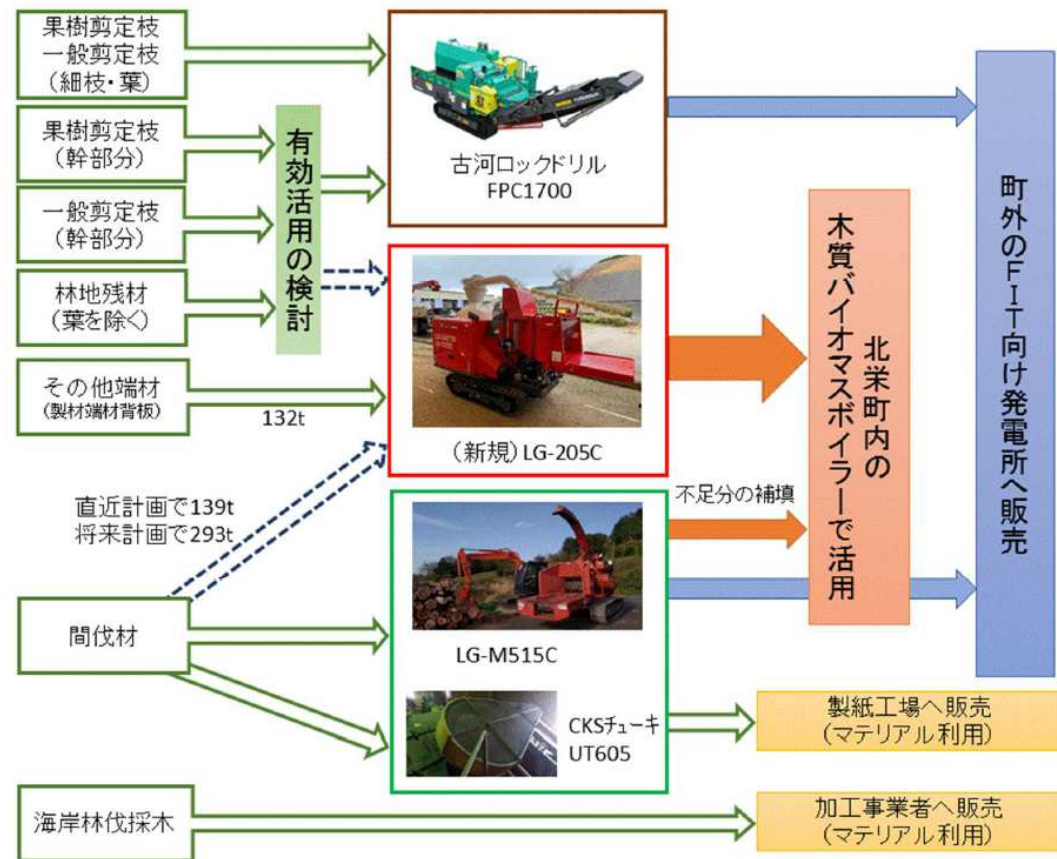 果樹剪定枝
一般剪定枝
(細枝・葉)
果樹剪定枝
(幹部分)
一般剪定枝
(幹部分)
林地残材
(葉を除く)
有効活用の検討
その他端材
(製材端材背板)
132t
直近計画で139t
将来計画で293t
間伐材
海岸林伐採木
古河ロックドリル
FPC1700
(新規)LG-205C
LG-M515C
CKSチューキ
UT605
不足分の補填
北栄町内の
木質バイオマスボイラーで活用
町外のFIT向け発電所へ販売
製紙工場へ販売
(マテリアル利用)
加工事業者へ販売
(マテリアル利用)